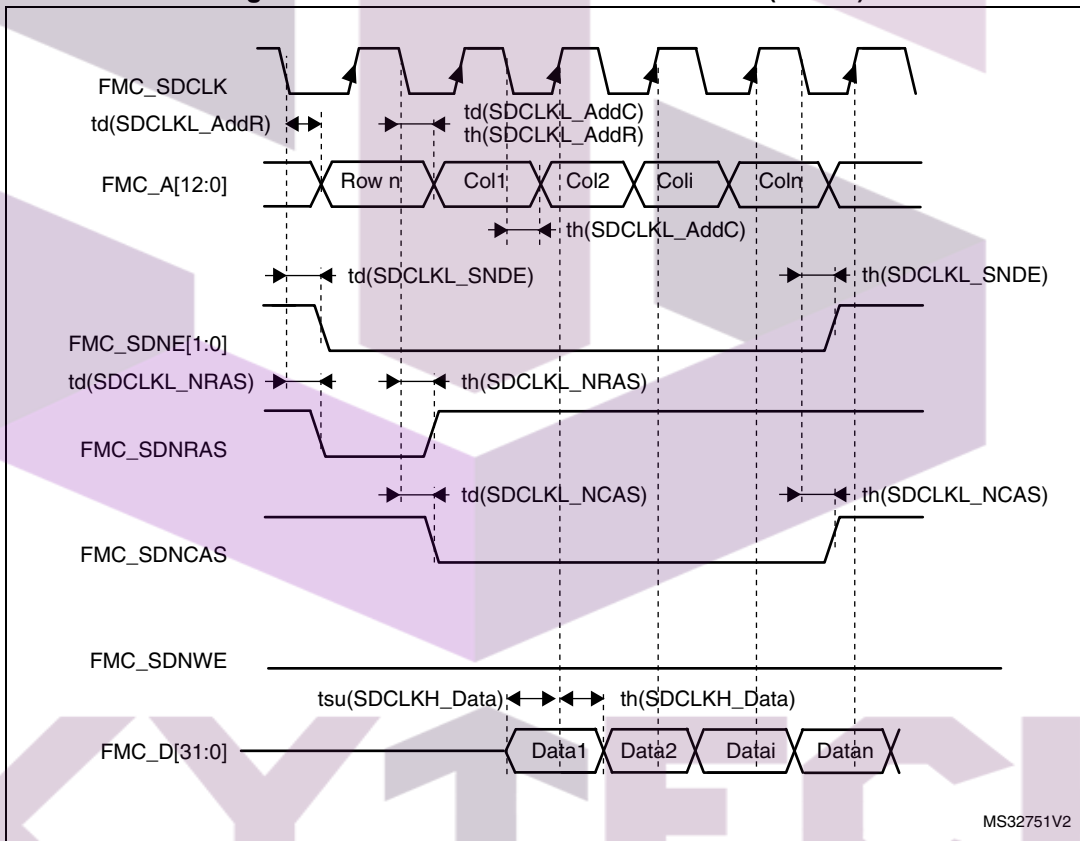 FMC_SDCLK
td(SDCLKL_AddR)
td(SDCLKL_AddC)
th(SDCLKL_AddR)
FMC_A[12:0]
Row n
Col1
Col2
Coli
Coln
th(SDCLKL_AddC)
td(SDCLKL_SNDE)
th(SDCLKL_SNDE)
FMC_SDNE[1:0]
td(SDCLKL_NRAS)
th(SDCLKL_NRAS)
FMC_SDNRAS
td(SDCLKL_NCAS)
th(SDCLKL_NCAS)
FMC_SDNCAS
FMC_SDNWE
tsu(SDCLKH_Data)
th(SDCLKH_Data)
FMC_D[31:0]
Data1
Data2
Datai
Datan
MS32751V2